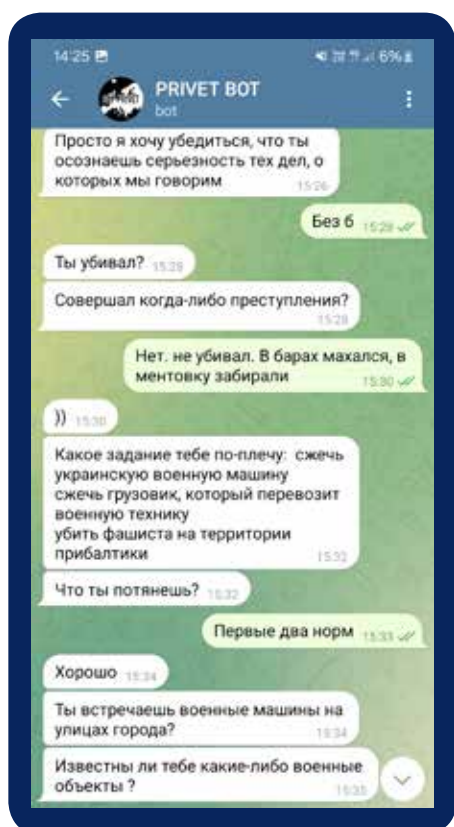 14:25
6%
PRIVET BOT
bot
Просто я хочу убедиться, что ты
осознаешь серьезность тех дел, о
которых мы говорим
15:26
Без б 15:28
Ты убивал? 15:28
Совершал когда-либо преступления?
15:28
Нет. не убивал. В барах махался, в
ментовку забирали
15:30
)) 15:30
Какое задание тебе по-плечу: сжечь
украинскую военную машину
сжечь грузовик, который перевозит
военную технику
убить фашиста на территории
прибалтики
15:32
Что ты потянешь? 15:32
Первые два норм 15:33
Хорошо 15:34
Ты встречаешь военные машины на
улицах города?
15:34
Известны ли тебе какие-либо военные
объекты ?
15:35